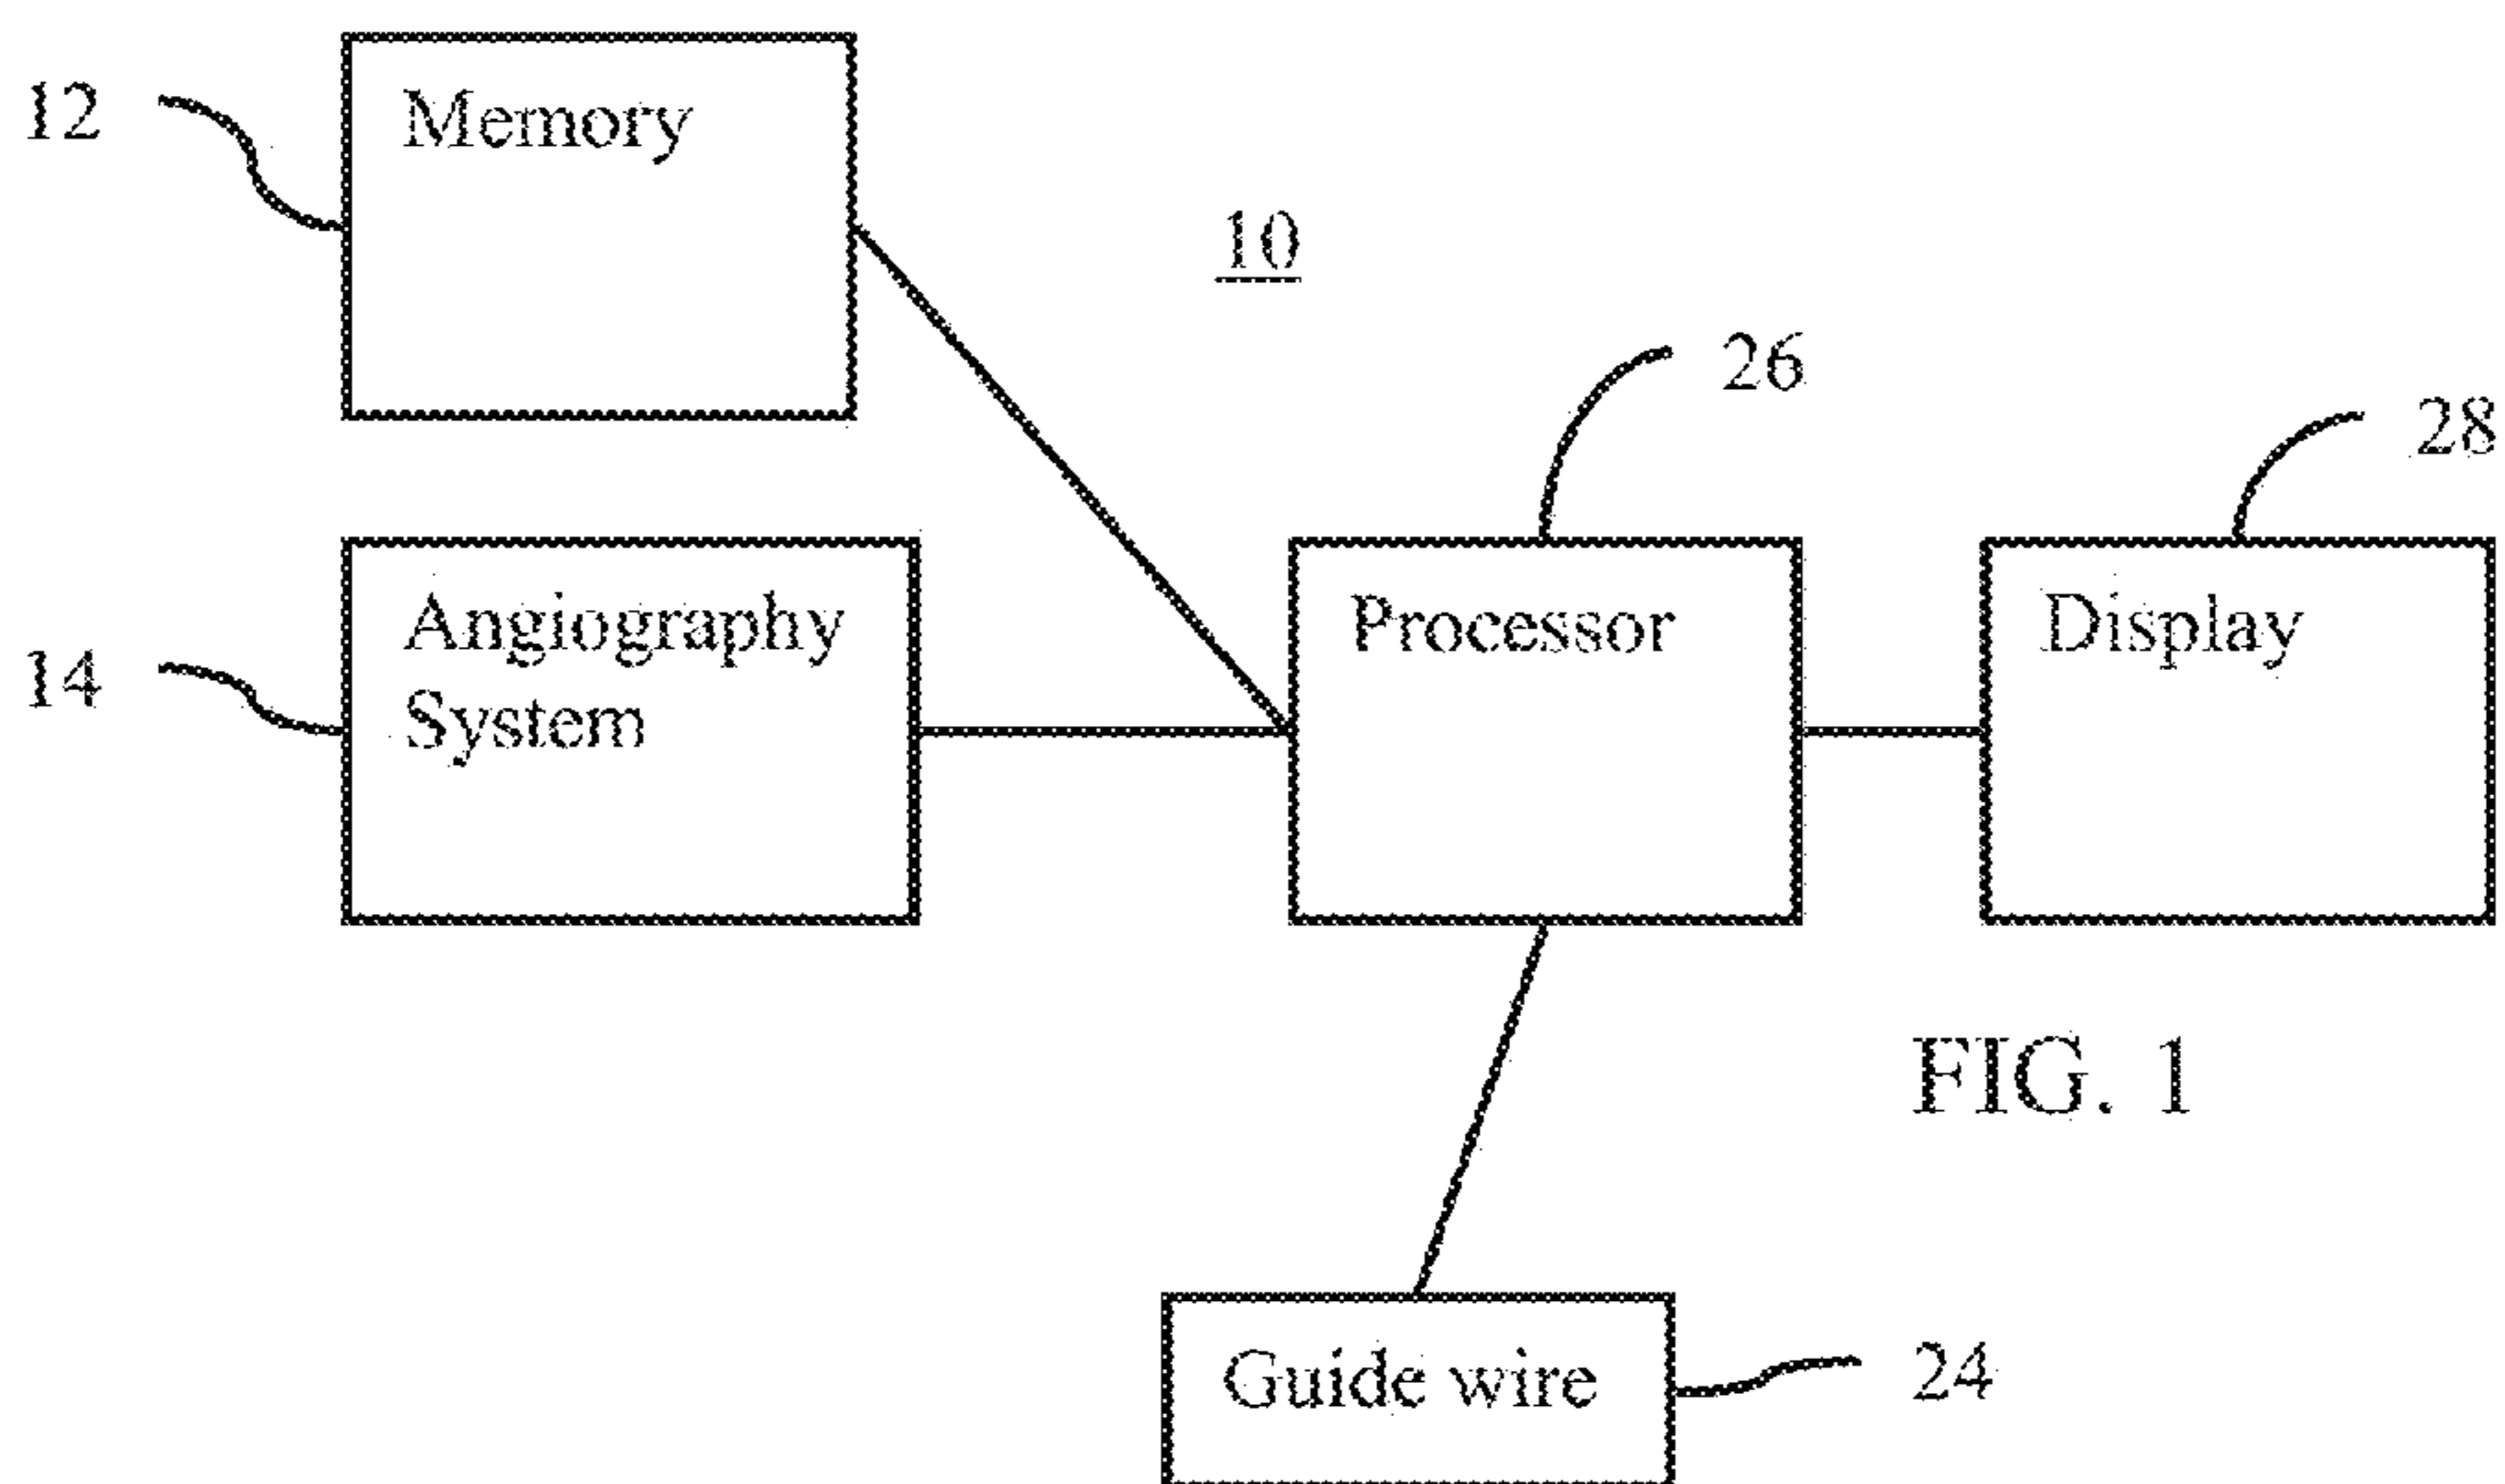 12
Memory
10
26
28
14
Angiography
System
Processor
Display
FIG. 1
Guide wire
24